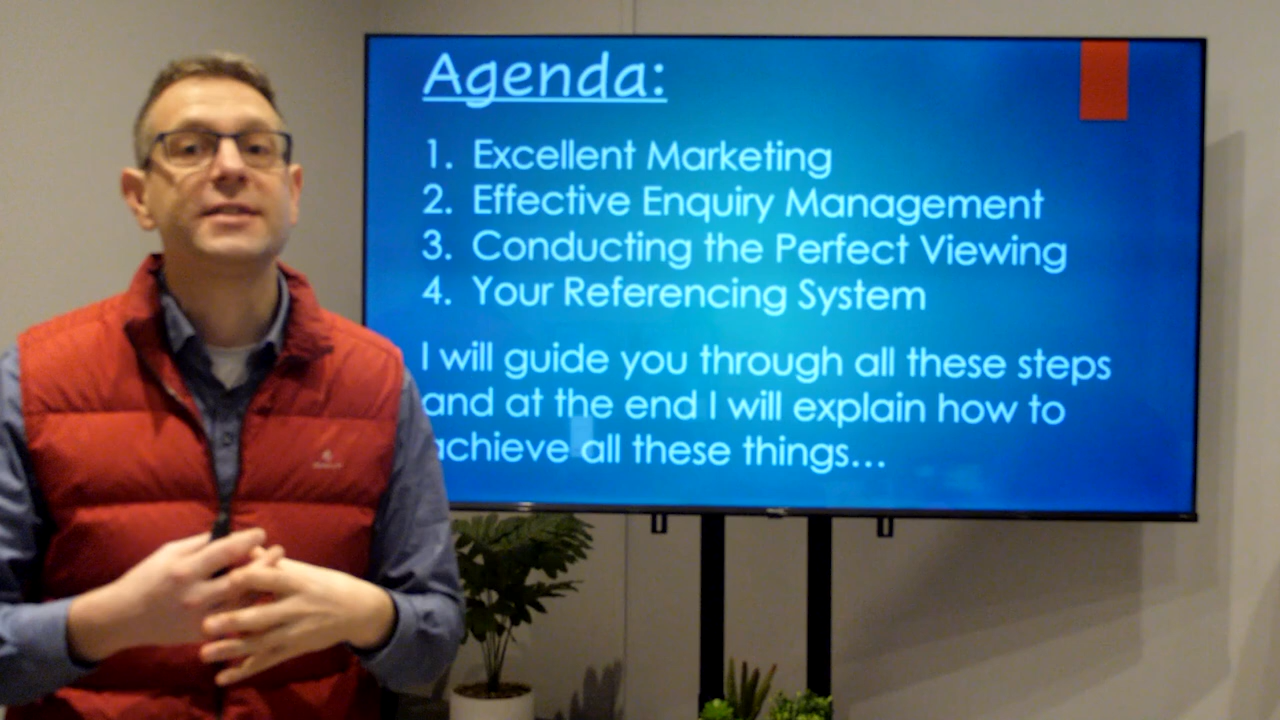 Agenda:
1. Excellent Marketing
2. Effective Enquiry Management
3. Conducting the Perfect Viewing
4. Your Referencing System
I will guide you through all these steps
and at the end I will explain how to
achieve all these things...